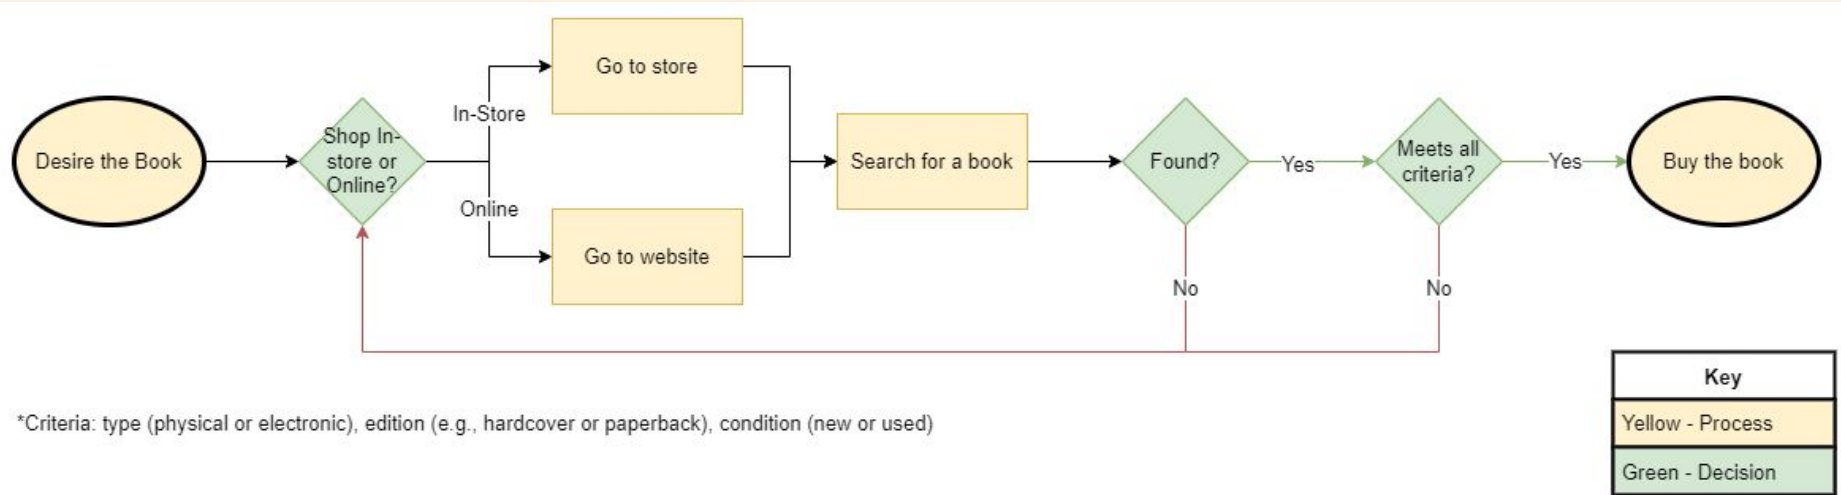 Desire the Book
Shop In-
store or
Online?
In-Store
Online
Go to store
Go to website
Search for a book
Found?
Yes
No
Meets all
criteria?
Yes
No
Buy the book
*Criteria: type (physical or electronic), edition (e.g., hardcover or paperback), condition (new or used)
Key
Yellow - Process
Green - Decision